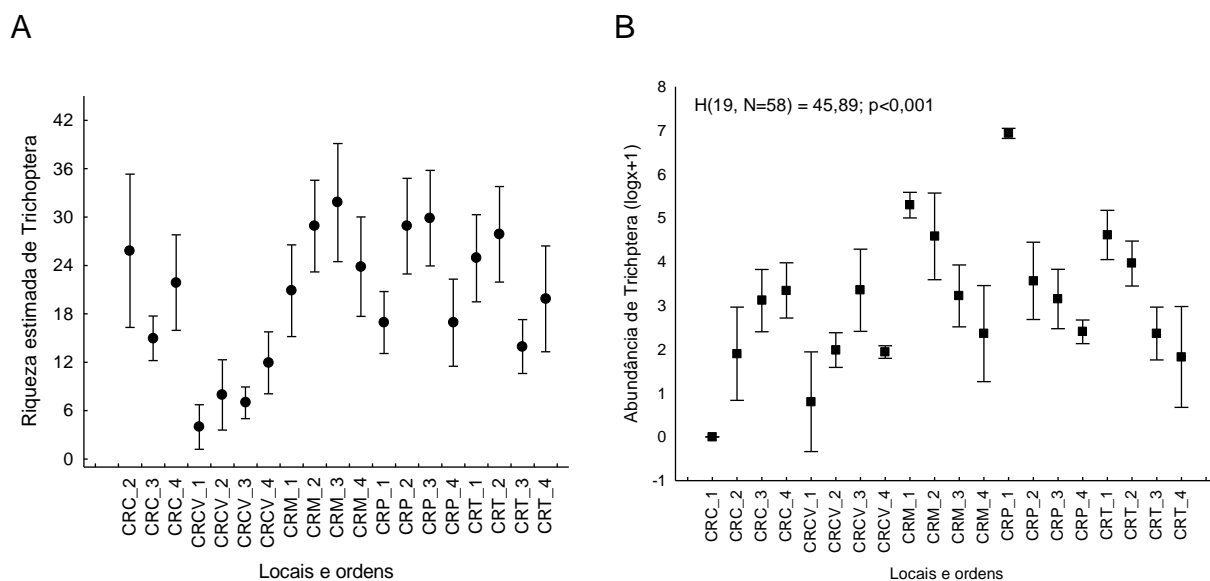 A
Riqueza estimada de Trichoptera
42
36
30
24
18
12
6
0
CRC_2
CRC_3
CRC_4
CRCV_1
CRCV_2
CRCV_3
CRCV_4
CRM_1
CRM_2
CRM_3
CRM_4
CRP_1
CRP_2
CRP_3
CRP_4
CRT_1
CRT_2
CRT_3
CRT_4
Locais e ordens
B
Abundância de Trichptera (logx+1)
H(19, N=58) = 45,89; p<0,001
8
7
6
5
4
3
2
1
0
-1
CRC_1
CRC_2
CRC_3
CRC_4
CRCV_1
CRCV_2
CRCV_3
CRCV_4
CRM_1
CRM_2
CRM_3
CRM_4
CRP_1
CRP_2
CRP_3
CRP_4
CRT_1
CRT_2
CRT_3
CRT_4
Locais e ordens